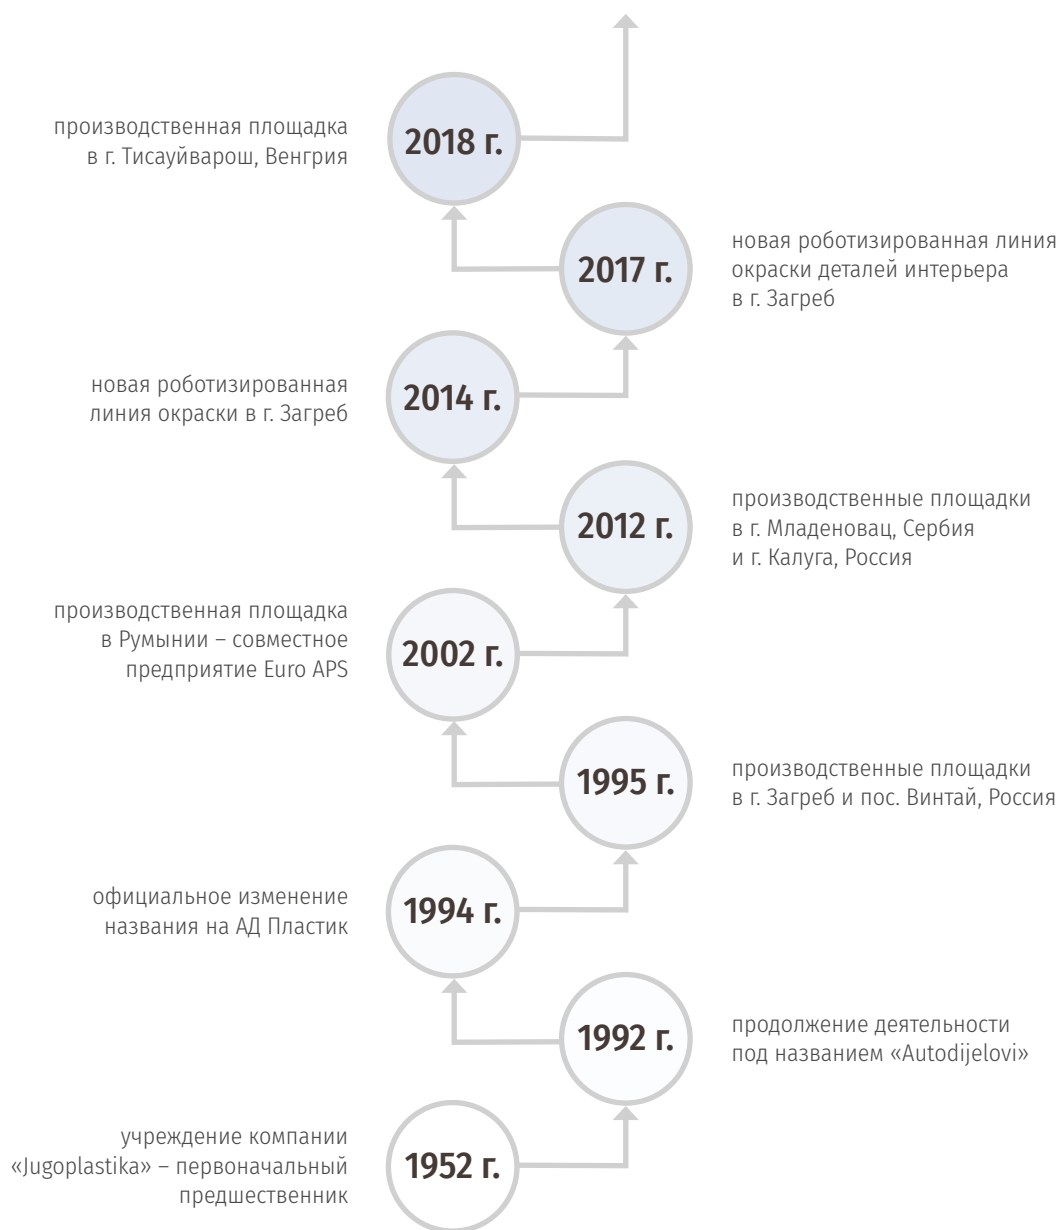 производственная площадка
в г. Тисауйварош, Венгрия
2018 г.
2017 г.
новая роботизированная линия
окраски деталей интерьера
в г. Загреб
новая роботизированная
линия окраски в г. Загреб
2014 г.
2012 г.
производственные площадки
в г. Младеновац, Сербия
и г. Калуга, Россия
производственная площадка
в Румынии – совместное
предприятие Euro APS
2002 г.
1995 г.
производственные площадки
в г. Загреб и пос. Винтай, Россия
официальное изменение
названия на АД Пластик
1994 г.
1992 г.
продолжение деятельности
под названием «Autodijelovi»
учреждение компании
«Jugoplastika» – первоначальный
предшественник
1952 г.